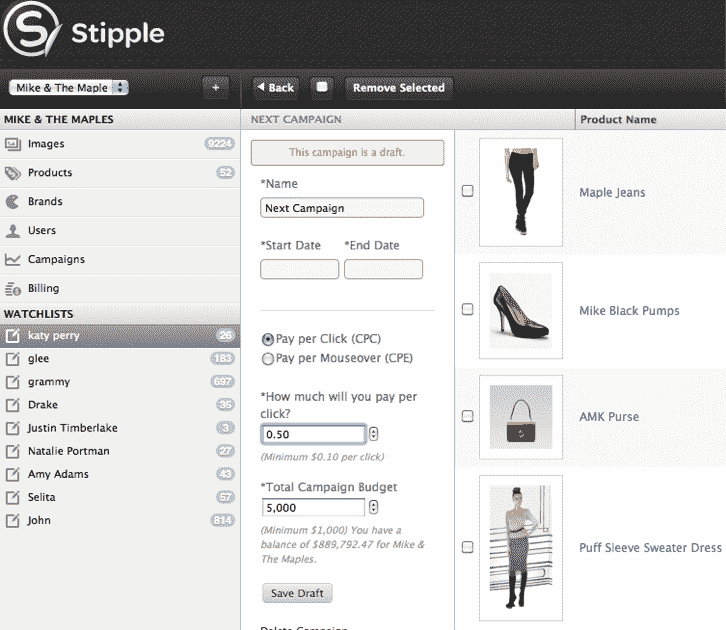 Stipple
Mike & The Maple
+
Back
Remove Selected
MIKE & THE MAPLES
Images 9224
Products 52
Brands
Users
Campaigns
Billing
WATCHLISTS
katy perry 26
glee 183
grammy 697
Drake 35
Justin Timberlake 3
Natalie Portman 27
Amy Adams 43
Selita 57
John 814
NEXT CAMPAIGN
This campaign is a draft.
*Name
Next Campaign
*Start Date *End Date
Pay per Click (CPC)
Pay per Mouseover (CPE)
*How much will you pay per
click?
0.50
(Minimum $0.10 per click)
*Total Campaign Budget
5,000
(Minimum $1,000) You have a
balance of $889,792.47 for Mike &
The Maples.
Save Draft
Delete Campaign
Product Name
Maple Jeans
Mike Black Pumps
AMK Purse
Puff Sleeve Sweater Dress